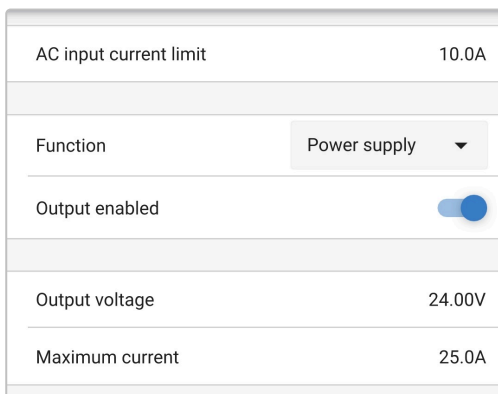 AC input current limit 10.0A
Function Power supply
Output enabled
Output voltage 24.00V
Maximum current 25.0A